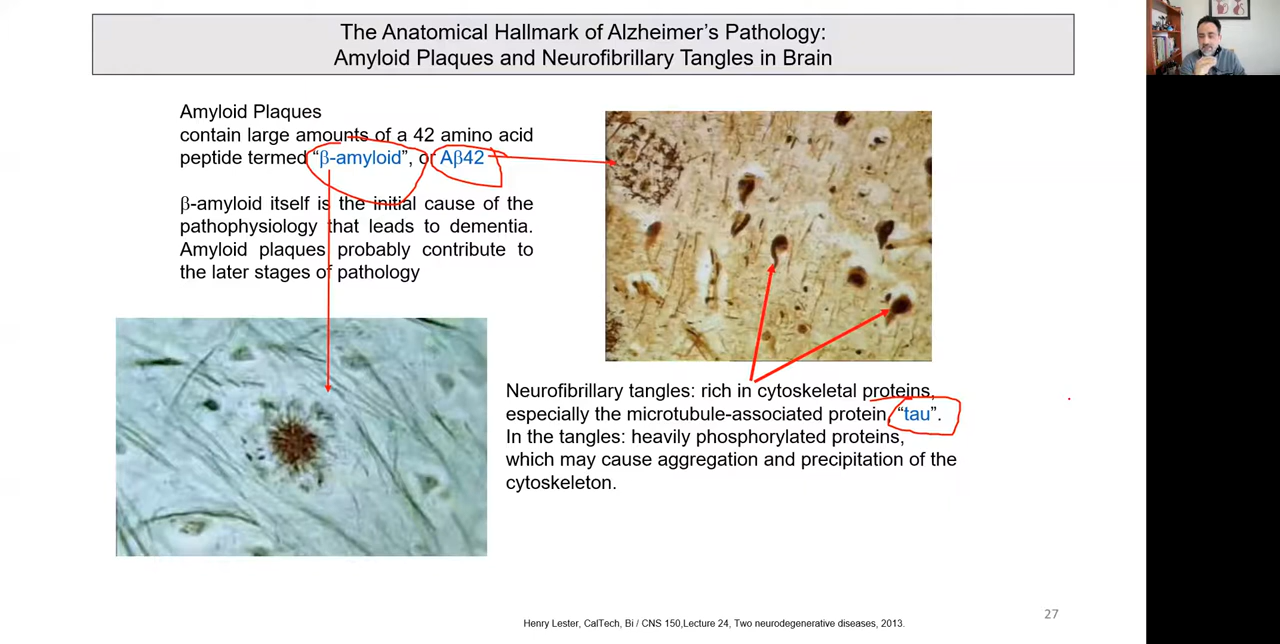 The Anatomical Hallmark of Alzheimer’s Pathology:
Amyloid Plaques and Neurofibrillary Tangles in Brain
Amyloid Plaques
contain large amounts of a 42 amino acid
peptide termed “β-amyloid”, or Aβ42
β-amyloid itself is the initial cause of the
pathophysiology that leads to dementia.
Amyloid plaques probably contribute to
the later stages of pathology
Neurofibrillary tangles: rich in cytoskeletal proteins,
especially the microtubule-associated protein, “tau”.
In the tangles: heavily phosphorylated proteins,
which may cause aggregation and precipitation of the
cytoskeleton.
27
Henry Lester, CalTech, Bi / CNS 150,Lecture 24, Two neurodegenerative diseases, 2013.